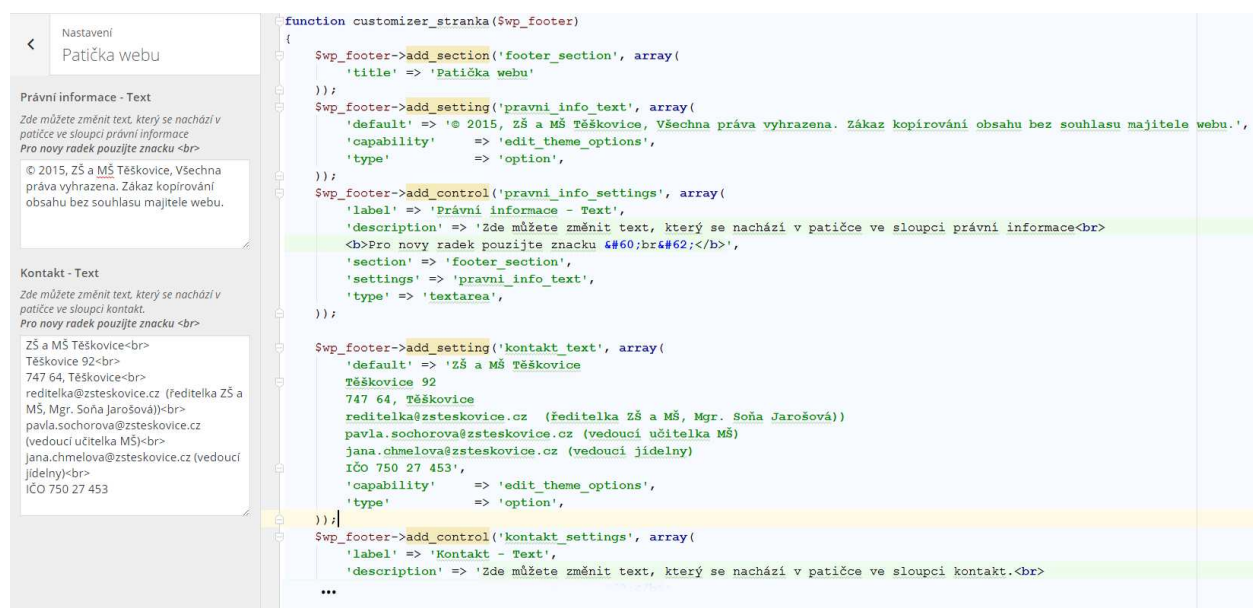 Nastavení
Patička webu
Právní informace - Text
Zde můžete změnit text, který se nachází v
patičce ve sloupci právní informace
Pro novy radek pouzijte znacku <br>
© 2015, ZŠ a MŠ Těškovice, Všechna
práva vyhrazena. Zákaz kopírování
obsahu bez souhlasu majitele webu.
Kontakt - Text
Zde můžete změnit text, který se nachází v
patičce ve sloupci kontakt.
Pro novy radek pouzijte znacku <br>
ZŠ a MŠ Těškovice<br>
Těškovice 92<br>
747 64, Těškovice<br>
reditelka@zsteskovice.cz (ředitelka ZŠ a
MŠ, Mgr. Soňa Jarošová))<br>
pavla.sochorova@zsteskovice.cz
(vedoucí učitelka MŠ)<br>
jana.chmelova@zsteskovice.cz (vedoucí
jídelny)<br>
IČO 750 27 453
function customizer_stranka($wp_footer)
{
$wp_footer->add_section('footer_section', array(
'title' => 'Patička webu'
));
$wp_footer->add_setting('pravni_info_text', array(
'default' => '© 2015, ZŠ a MŠ Těškovice, Všechna práva vyhrazena. Zákaz kopírování obsahu bez souhlasu majitele webu.',
'capability' => 'edit_theme_options',
'type' => 'option',
));
$wp_footer->add_control('pravni_info_settings', array(
'label' => 'Právní informace - Text',
'description' => 'Zde můžete změnit text, který se nachází v patičce ve sloupci právní informace<br>
<b>Pro novy radek pouzijte znacku &#60;br&#62;</b>',
'section' => 'footer_section',
'settings' => 'pravni_info_text',
'type' => 'textarea',
));
$wp_footer->add_setting('kontakt_text', array(
'default' => 'ZŠ a MŠ Těškovice
Těškovice 92
747 64, Těškovice
reditelka@zsteskovice.cz (ředitelka ZŠ a MŠ, Mgr. Soňa Jarošová))
pavla.sochorova@zsteskovice.cz (vedoucí učitelka MŠ)
jana.chmelova@zsteskovice.cz (vedoucí jídelny)
IČO 750 27 453',
'capability' => 'edit_theme_options',
'type' => 'option',
));
$wp_footer->add_control('kontakt_settings', array(
'label' => 'Kontakt - Text',
'description' => 'Zde můžete změnit text, který se nachází v patičce ve sloupci kontakt.<br>
...